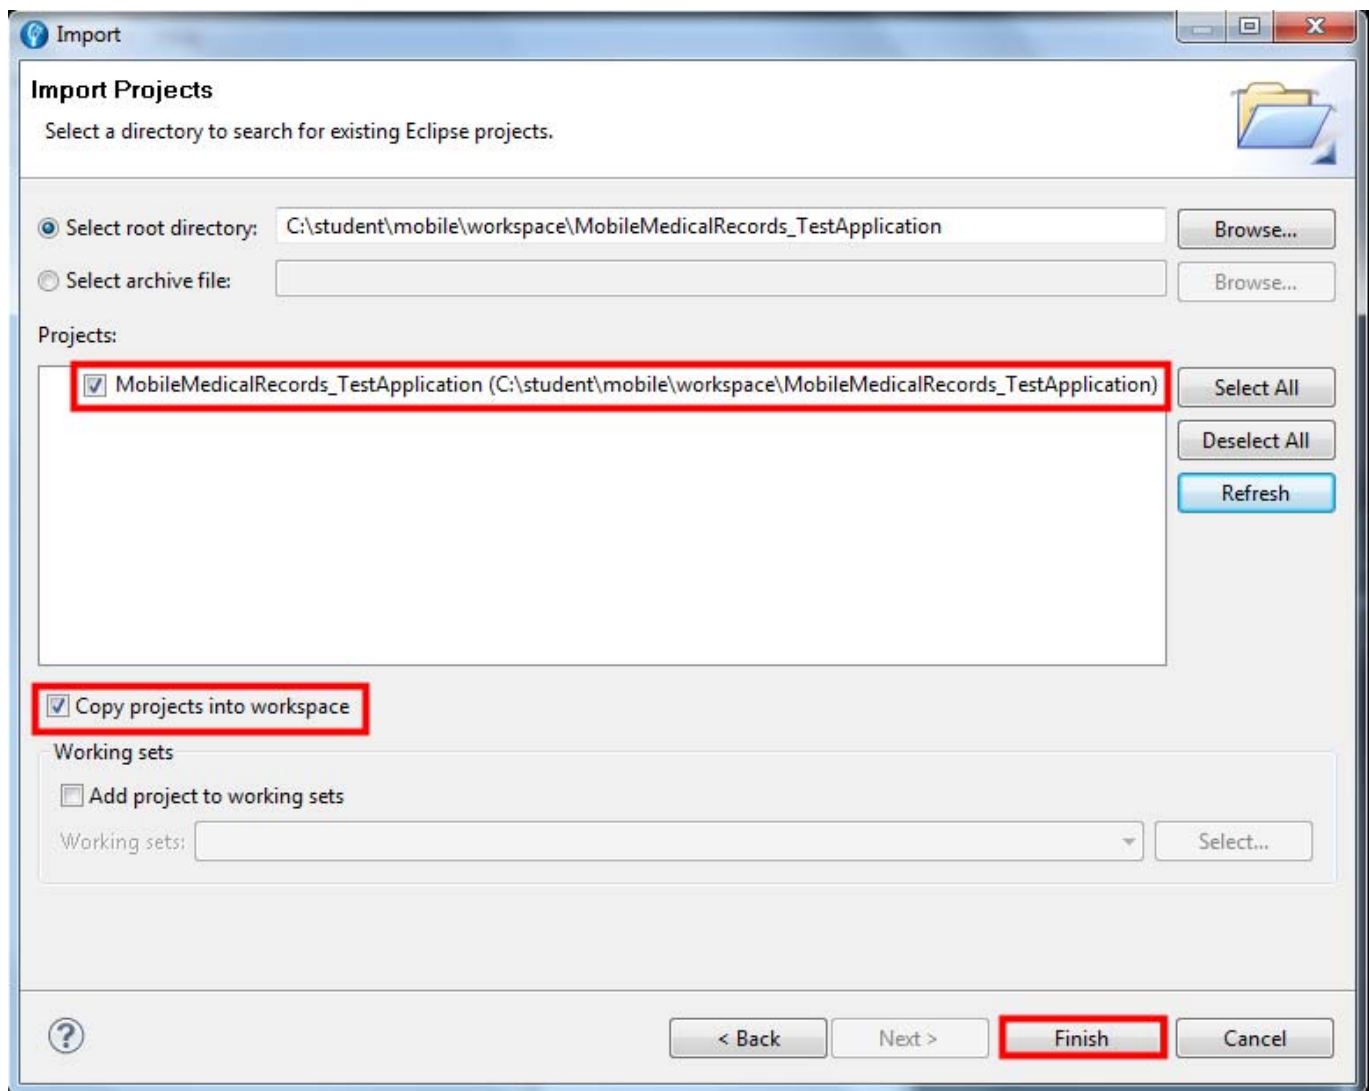 Import
Import Projects
Select a directory to search for existing Eclipse projects.
Select root directory: C:\student\mobile\workspace\MobileMedicalRecords_TestApplication Browse...
Select archive file: Browse...
Projects:
MobileMedicalRecords_TestApplication (C:\student\mobile\workspace\MobileMedicalRecords_TestApplication) Select All
Deselect All
Refresh
Copy projects into workspace
Working sets
Add project to working sets
Working sets: Select...
? < Back Next > Finish Cancel